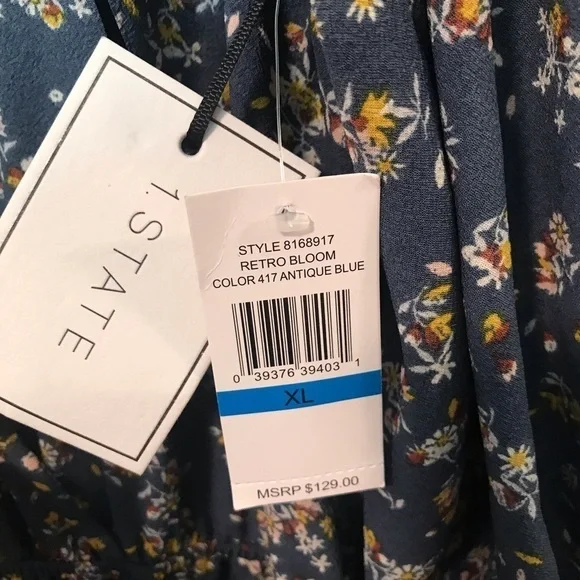 1.STATE
STYLE 8168917
RETRO BLOOM
COLOR 417 ANTIQUE BLUE
0 39376 39403 1
XL
MSRP $129.00